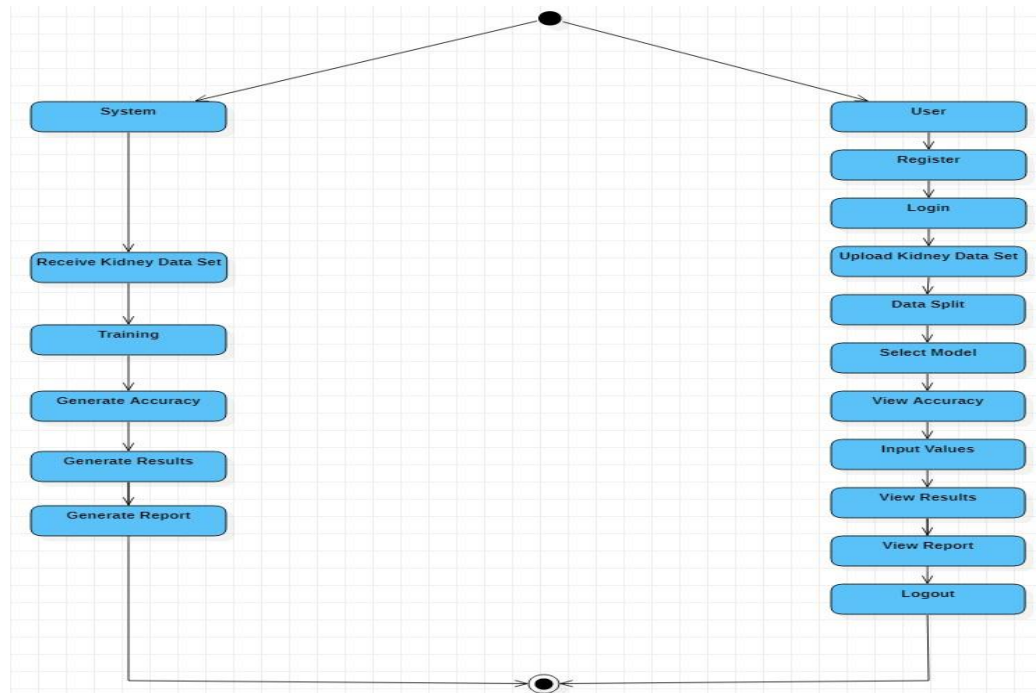 System
User
Register
Login
Receive Kidney Data Set
Upload Kidney Data Set
Data Split
Training
Select Model
Generate Accuracy
View Accuracy
Input Values
Generate Results
View Results
Generate Report
View Report
Logout